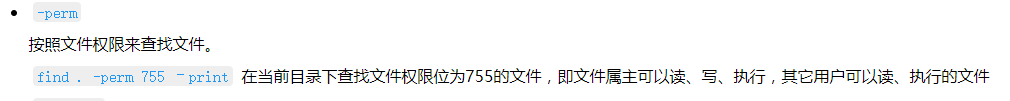 -perm
按照文件权限来查找文件。
find . -perm 755 –print 在当前目录下查找文件权限位为755的文件，即文件属主可以读、写、执行，其它用户可以读、执行的文件